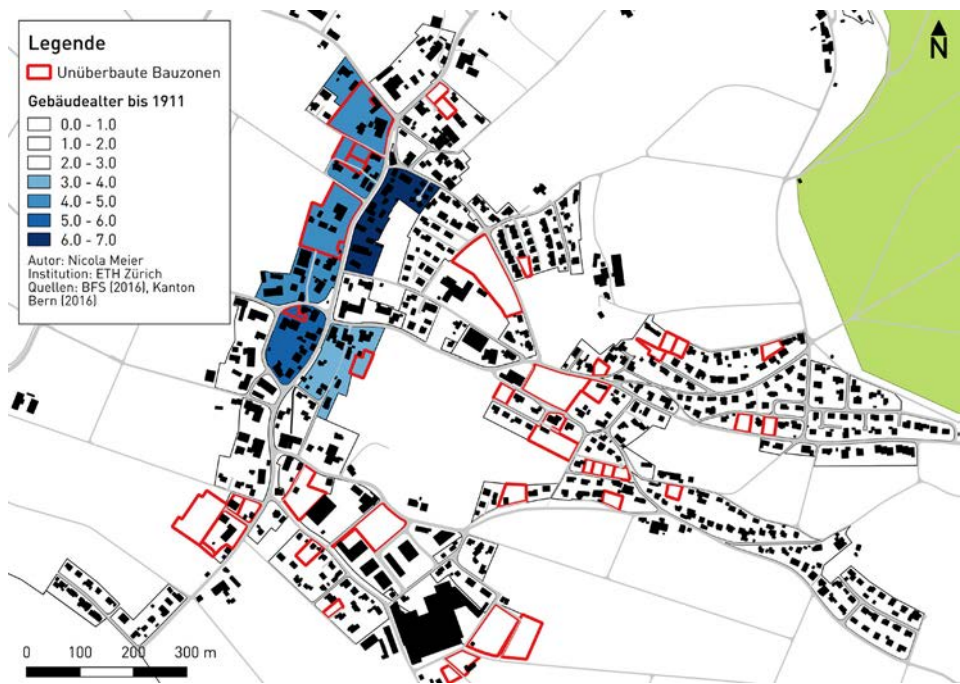 Legende
Unüberbaute Bauzonen
Gebäudealter bis 1911
0.0 - 1.0
1.0 - 2.0
2.0 - 3.0
3.0 - 4.0
4.0 - 5.0
5.0 - 6.0
6.0 - 7.0
Autor: Nicola Meier
Institution: ETH Zürich
Quellen: BFS (2016), Kanton
Bern (2016)
N
0 100 200 300 m